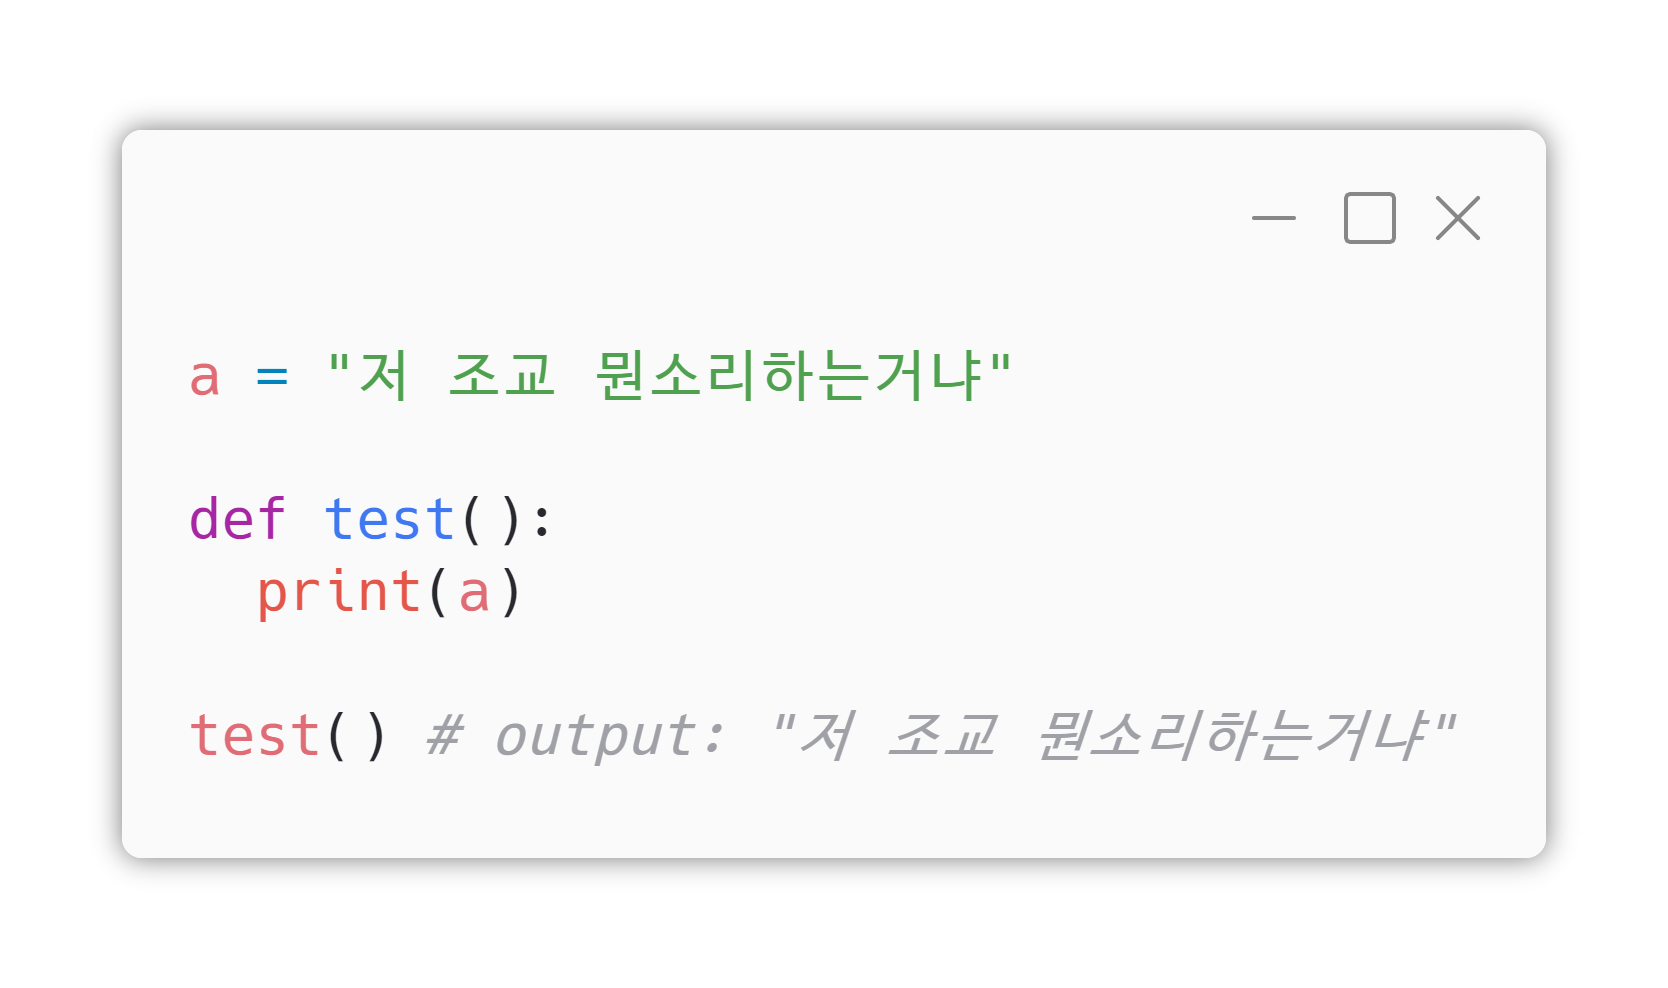 a = "저 조교 뭔소리하는거냐"
def test():
print(a)
test() # output: "저 조교 뭔소리하는거냐"